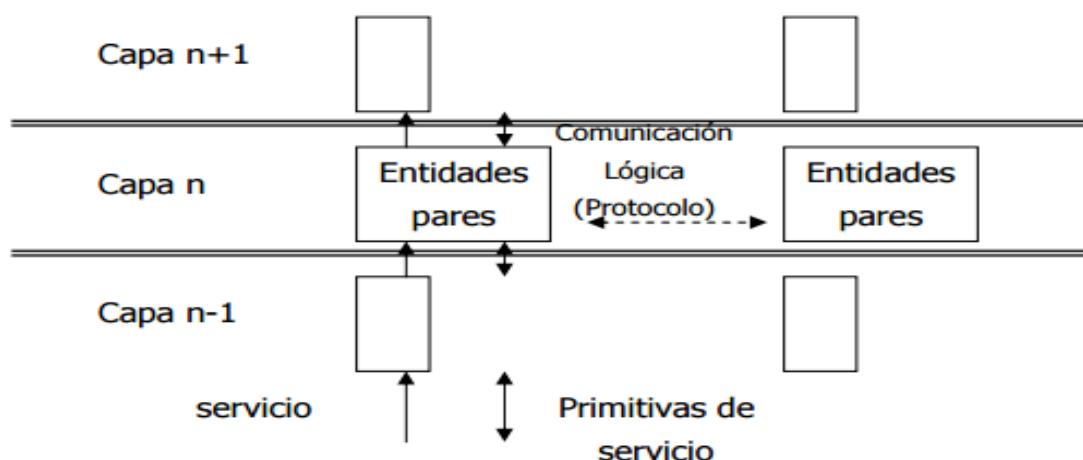 Capa n+1
Comunicación
Lógica
(Protocolo)
Capa n
Entidades
pares
Entidades
pares
Capa n-1
servicio
Primitivas de
servicio